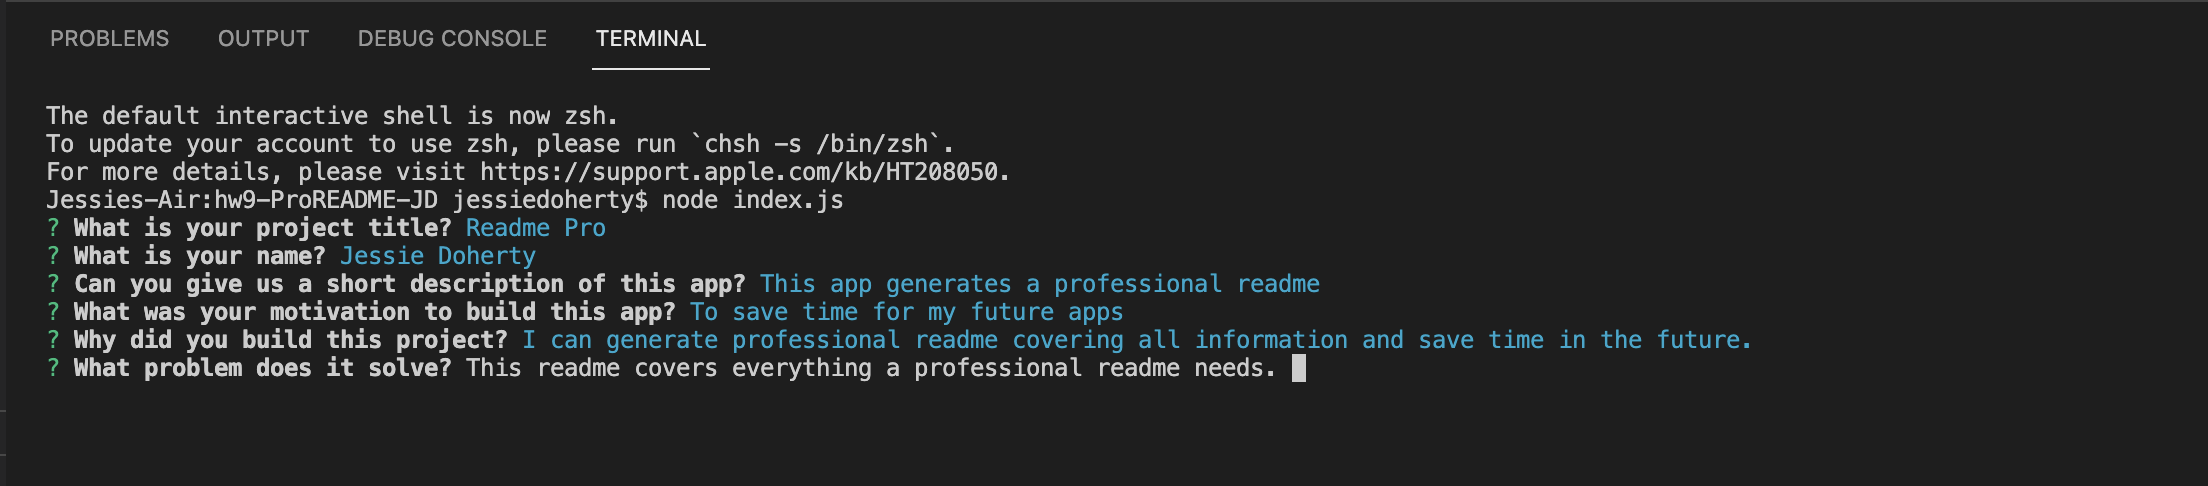 PROBLEMS OUTPUT DEBUG CONSOLE TERMINAL
The default interactive shell is now zsh.
To update your account to use zsh, please run `chsh -s /bin/zsh`.
For more details, please visit https://support.apple.com/kb/HT208050.
Jessies-Air:hw9-ProREADME-JD jessiedoherty$ node index.js
? What is your project title? Readme Pro
? What is your name? Jessie Doherty
? Can you give us a short description of this app? This app generates a professional readme
? What was your motivation to build this app? To save time for my future apps
? Why did you build this project? I can generate professional readme covering all information and save time in the future.
? What problem does it solve? This readme covers everything a professional readme needs.